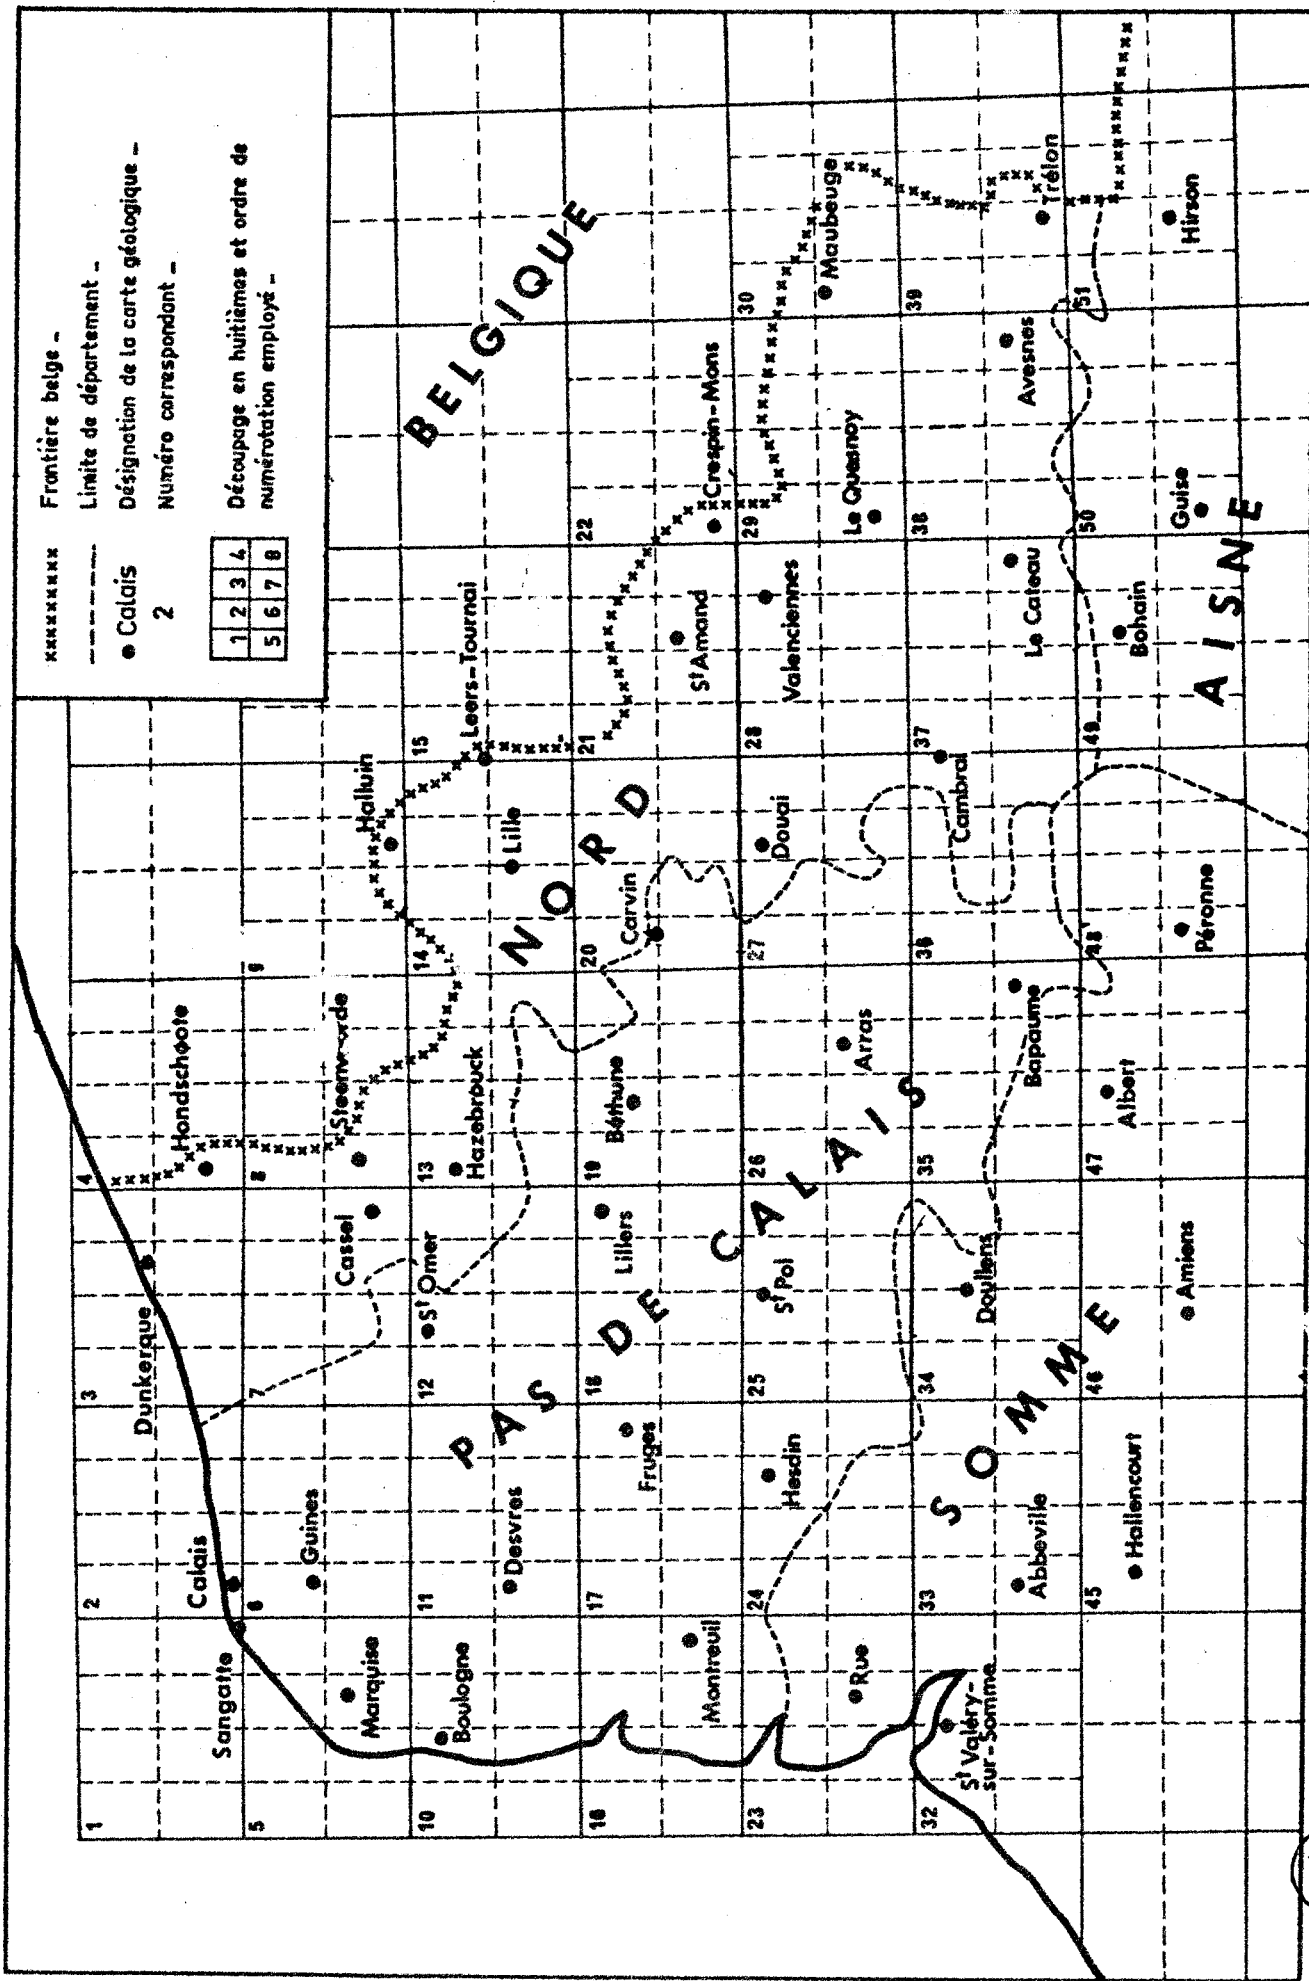 xxxxxxxxx Frontière belge _
------ Limite de département _
● Calais Désignation de la carte géologique _
2 Numéro correspondant _
1 2 3 4
5 6 7 8
Découpage en huitièmes et ordre de
numérotation employé _
BELGIQUE
NORD
PAS DE CALAIS
SOMME
AISNE
1
2
3
4
Dunkerque
Hondschoote
Calais
Sangatte
5
6
7
8
9
Guines
Marquise
Cassel
Steenvoorde
Halluin
10
11
12
13
14
15
Boulogne
Desvres
St Omer
Hazebrouck
Lille
Leers-Tournai
16
17
18
19
20
21
22
Montreuil
Fruges
Lillers
Béthune
Carvin
St Amand
Crespin-Mons
23
24
25
26
27
28
29
30
Rue
Hesdin
St Pol
Arras
Douai
Valenciennes
Le Quesnoy
Maubeuge
32
33
34
35
36
37
38
39
St Valéry-
sur-Somme
Abbeville
Doullens
Bapaume
Cambrai
Le Cateau
Avesnes
Trélon
45
46
47
48
49
50
51
Hallencourt
Amiens
Albert
Péronne
Bohain
Guise
Hirson